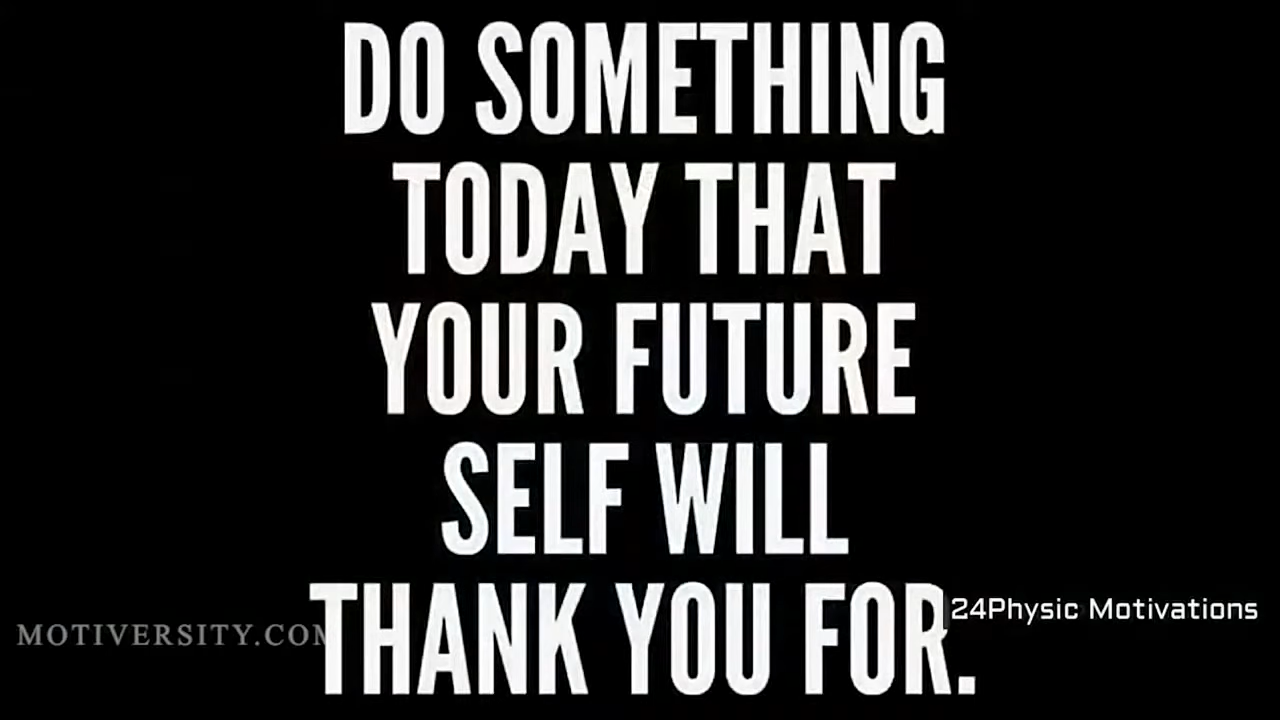 DO SOMETHING
TODAY THAT
YOUR FUTURE
SELF WILL
THANK YOU FOR.
MOTIVERSITY.COM
24Physic Motivations